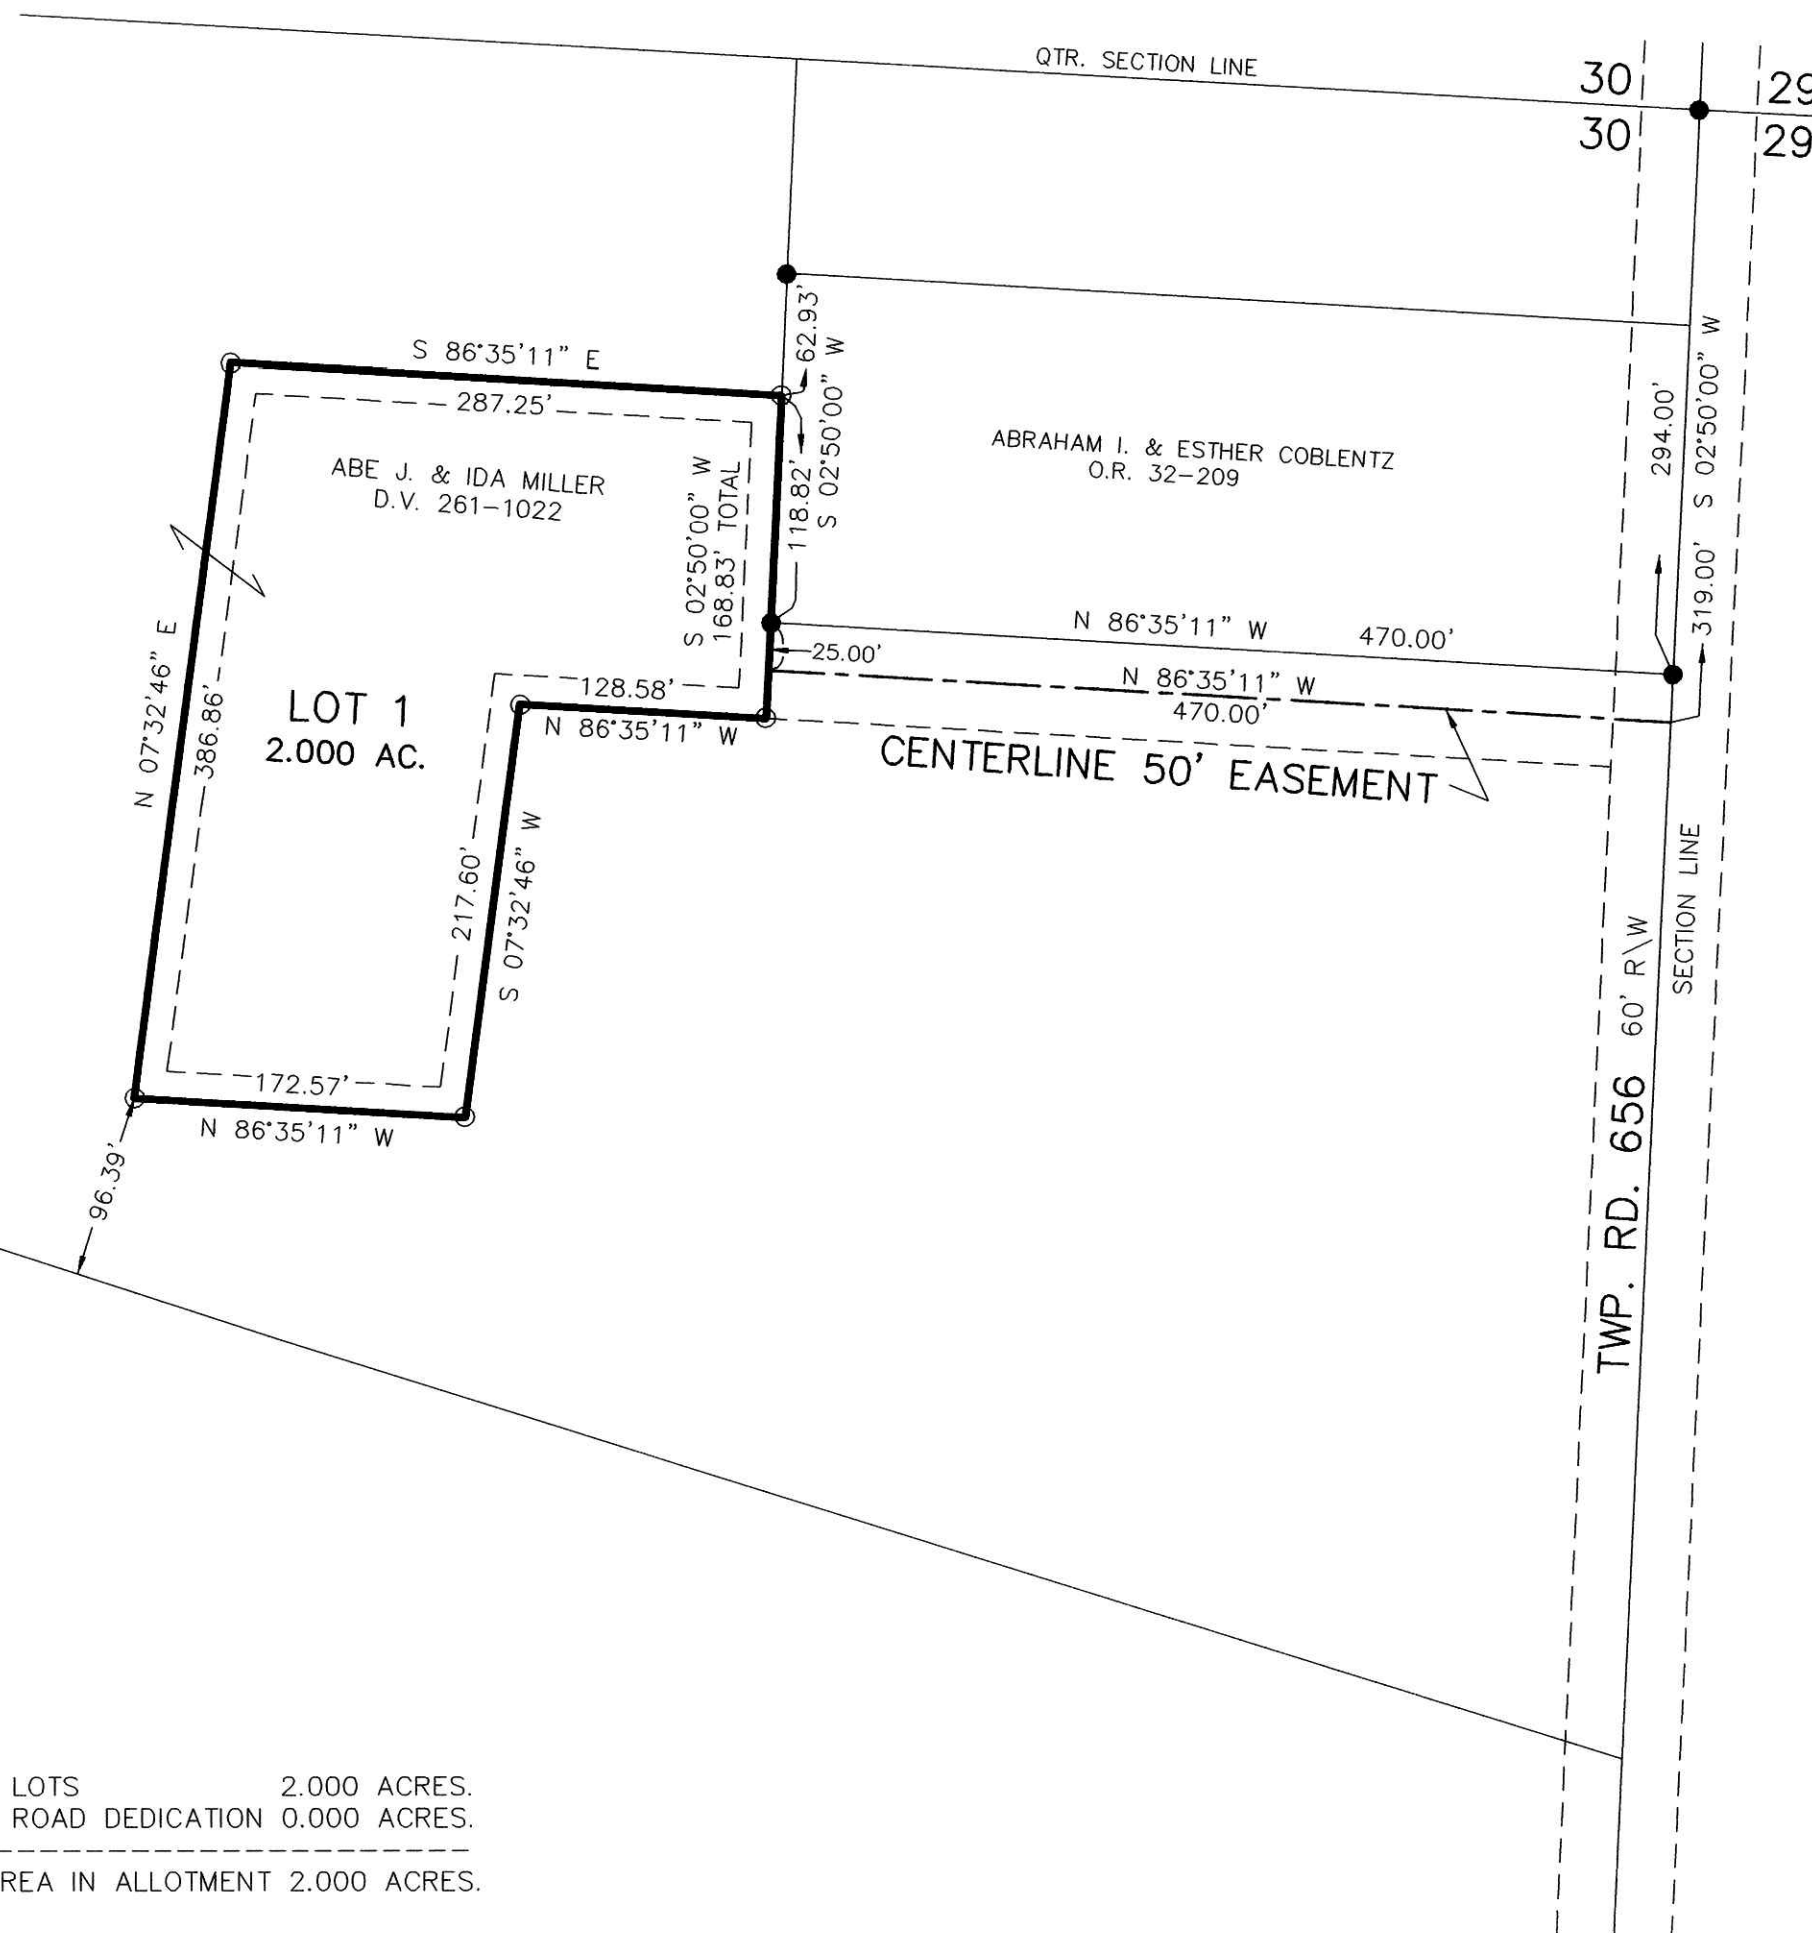 QTR. SECTION LINE
30
29
30
29
62.93'
S 02°50'00" W
S 86°35'11" E
287.25'
ABE J. & IDA MILLER
D.V. 261-1022
S 02°50'00" W
168.83' TOTAL
118.82'
ABRAHAM I. & ESTHER COBLENTZ
O.R. 32-209
294.00'
319.00' S 02°50'00" W
N 86°35'11" W 470.00'
25.00'
N 86°35'11" W
470.00'
CENTERLINE 50' EASEMENT
N 07°32'46" E
386.86'
LOT 1
2.000 AC.
128.58'
N 86°35'11" W
217.60'
S 07°32'46" W
172.57'
N 86°35'11" W
96.39'
SECTION LINE
TWP. RD. 656 60' R\W
LOTS 2.000 ACRES.
ROAD DEDICATION 0.000 ACRES.
REA IN ALLOTMENT 2.000 ACRES.